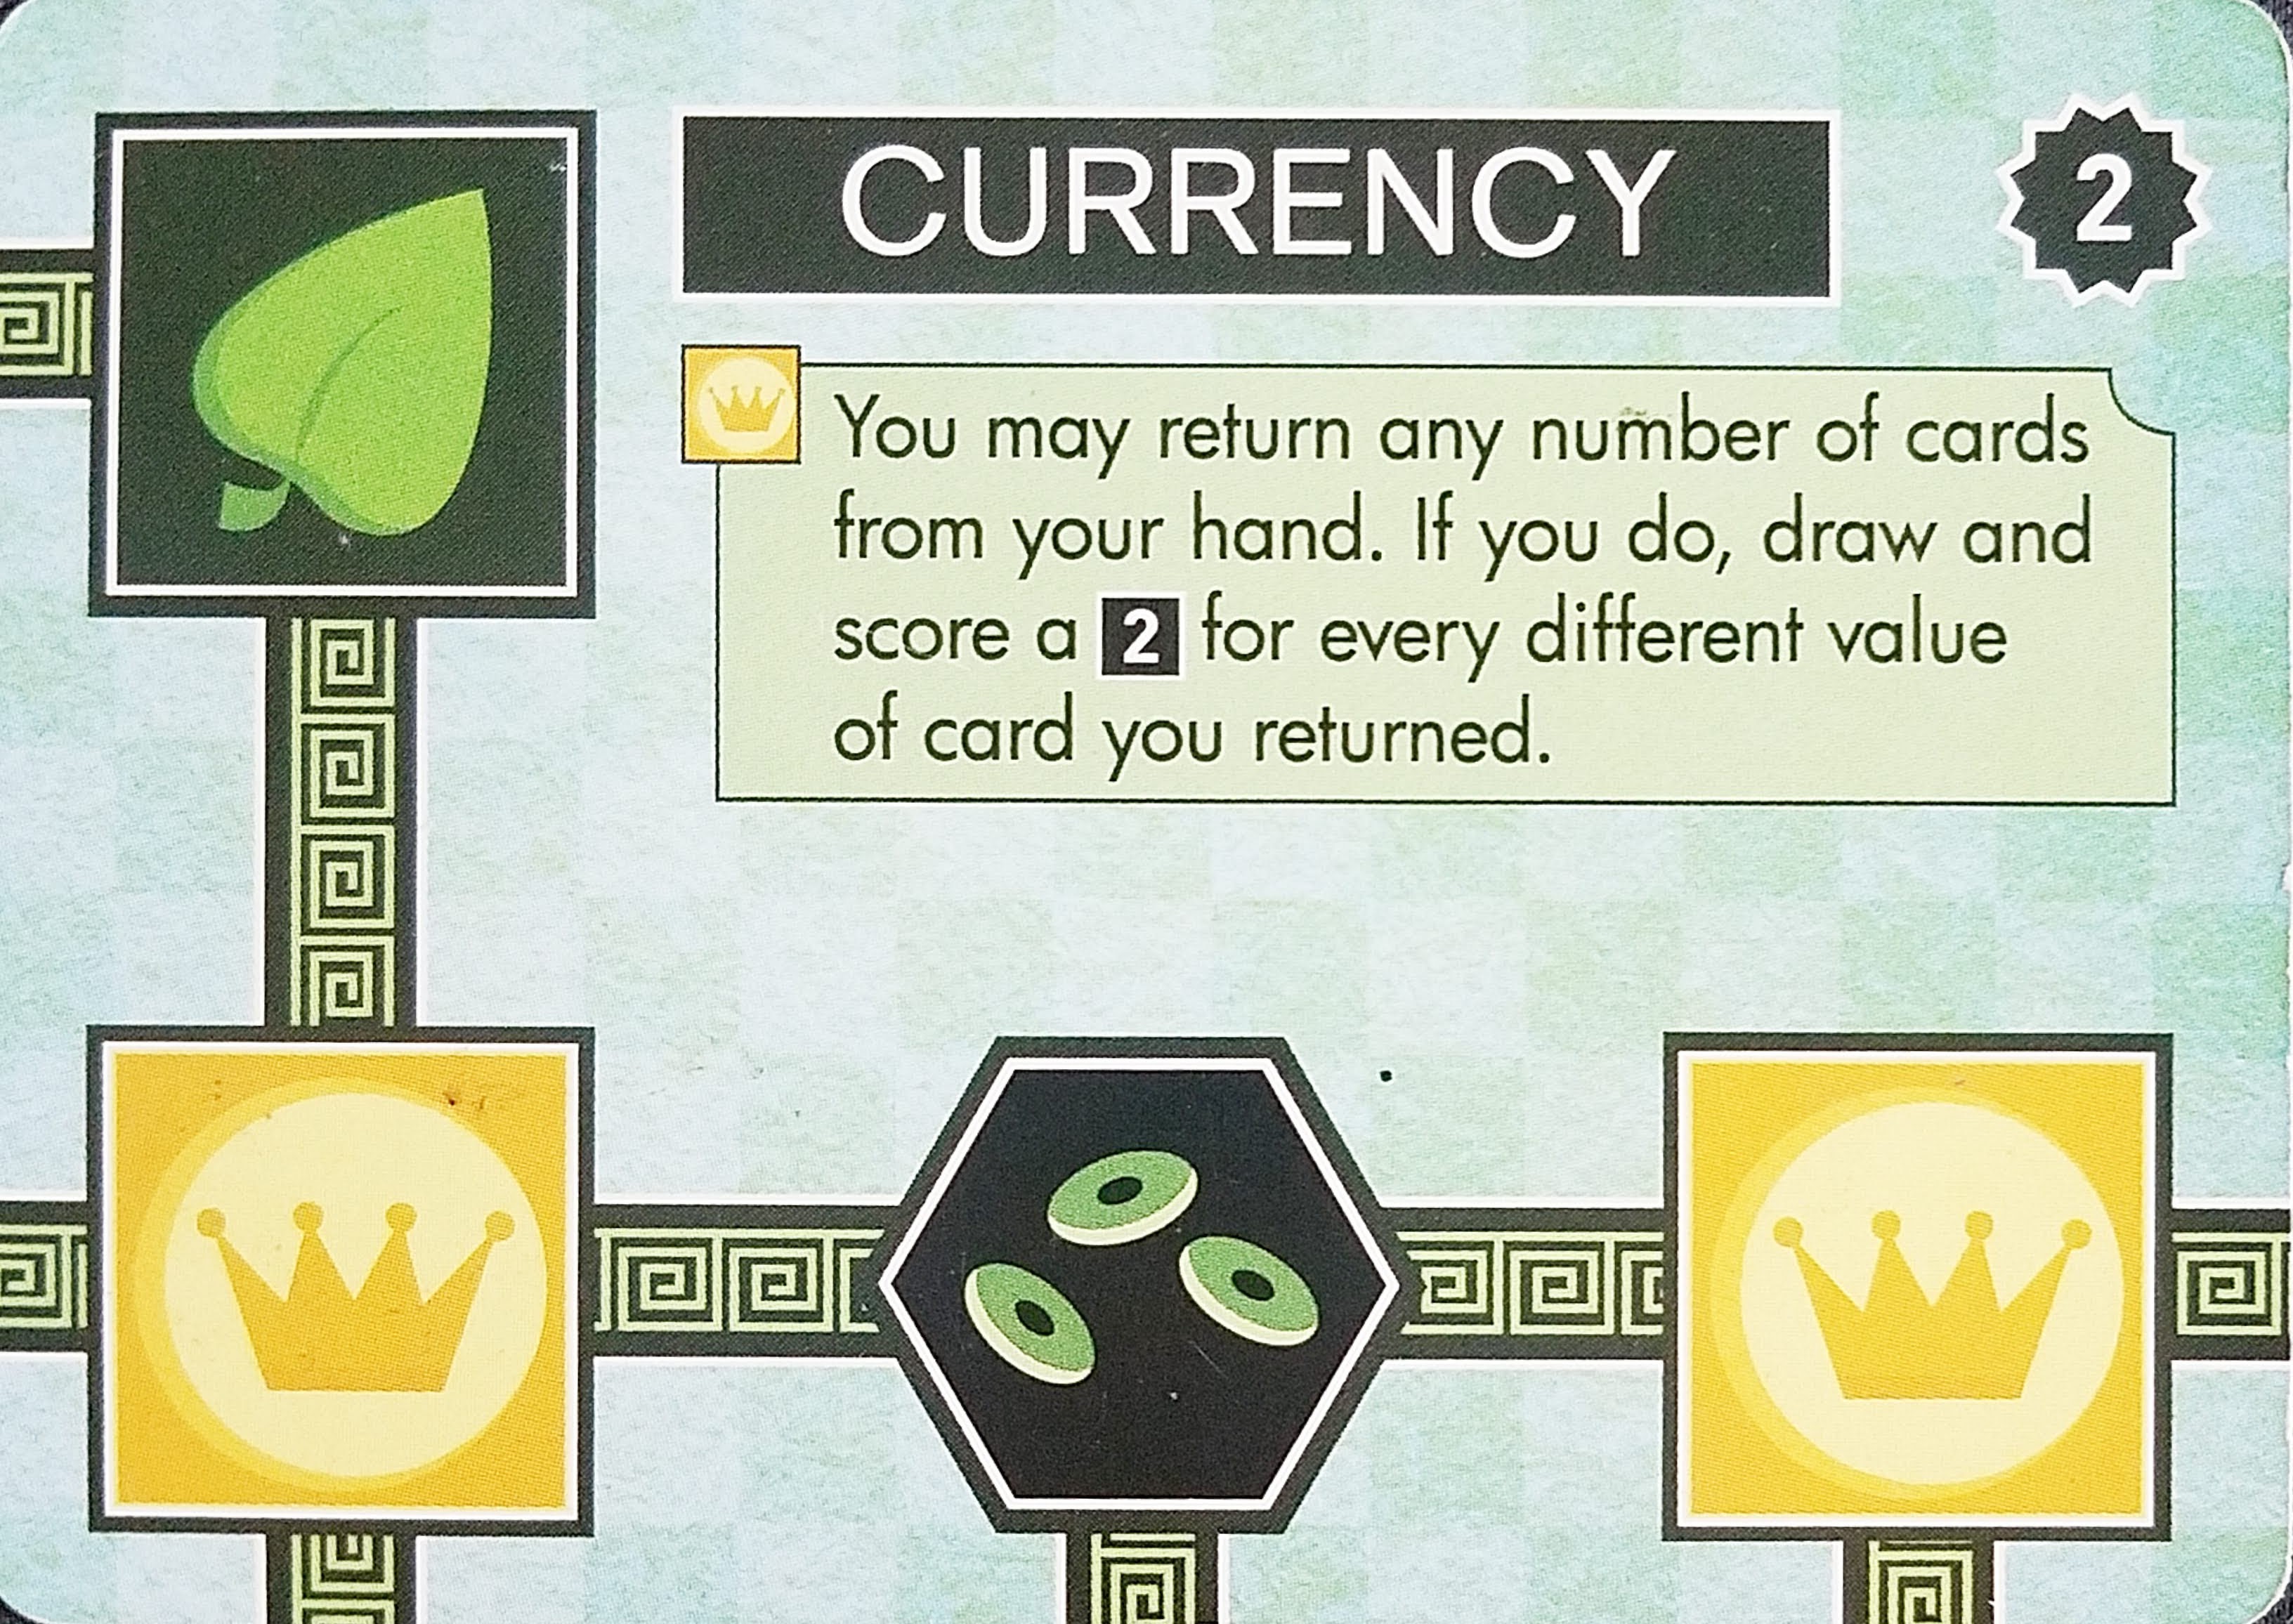 CURRENCY
2
You may return any number of cards
from your hand. If you do, draw and
score a 2 for every different value
of card you returned.